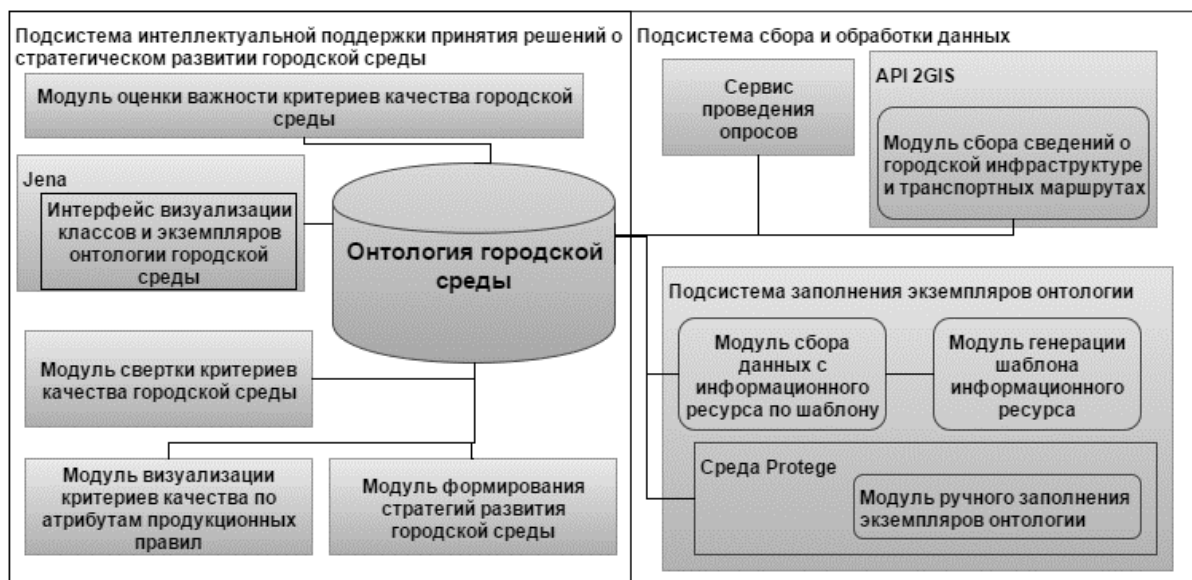 Подсистема интеллектуальной поддержки принятия решений о
стратегическом развитии городской среды
Модуль оценки важности критериев качества городской
среды
Jena
Интерфейс визуализации
классов и экземпляров
онтологии городской
среды
Онтология городской
среды
Модуль свертки критериев
качества городской среды
Модуль визуализации
критериев качества по
атрибутам продукционных
правил
Модуль формирования
стратегий развития
городской среды
Подсистема сбора и обработки данных
Сервис
проведения
опросов
API 2GIS
Модуль сбора сведений о
городской инфраструктуре
и транспортных маршрутах
Подсистема заполнения экземпляров онтологии
Модуль сбора
данных с
информационного
ресурса по шаблону
Модуль генерации
шаблона
информационного
ресурса
Среда Protege
Модуль ручного заполнения
экземпляров онтологии